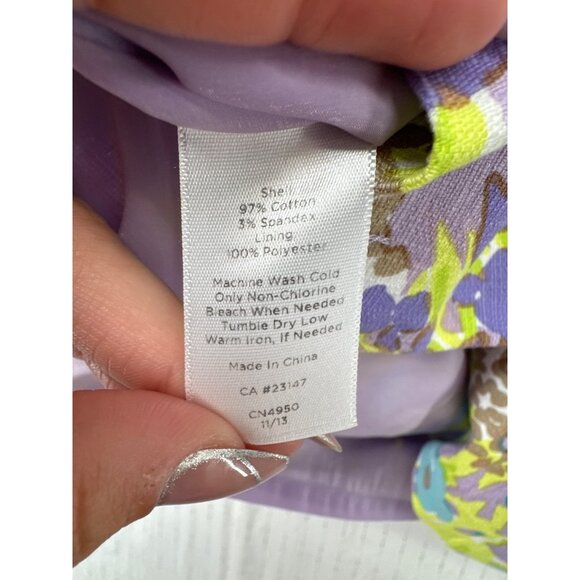 Shell
97% Cotton
3% Spandex
Lining
100% Polyester
Machine Wash Cold
Only Non-Chlorine
Bleach When Needed
Tumble Dry Low
Warm Iron, If Needed
Made In China
CA #23147
CN4950
11/13